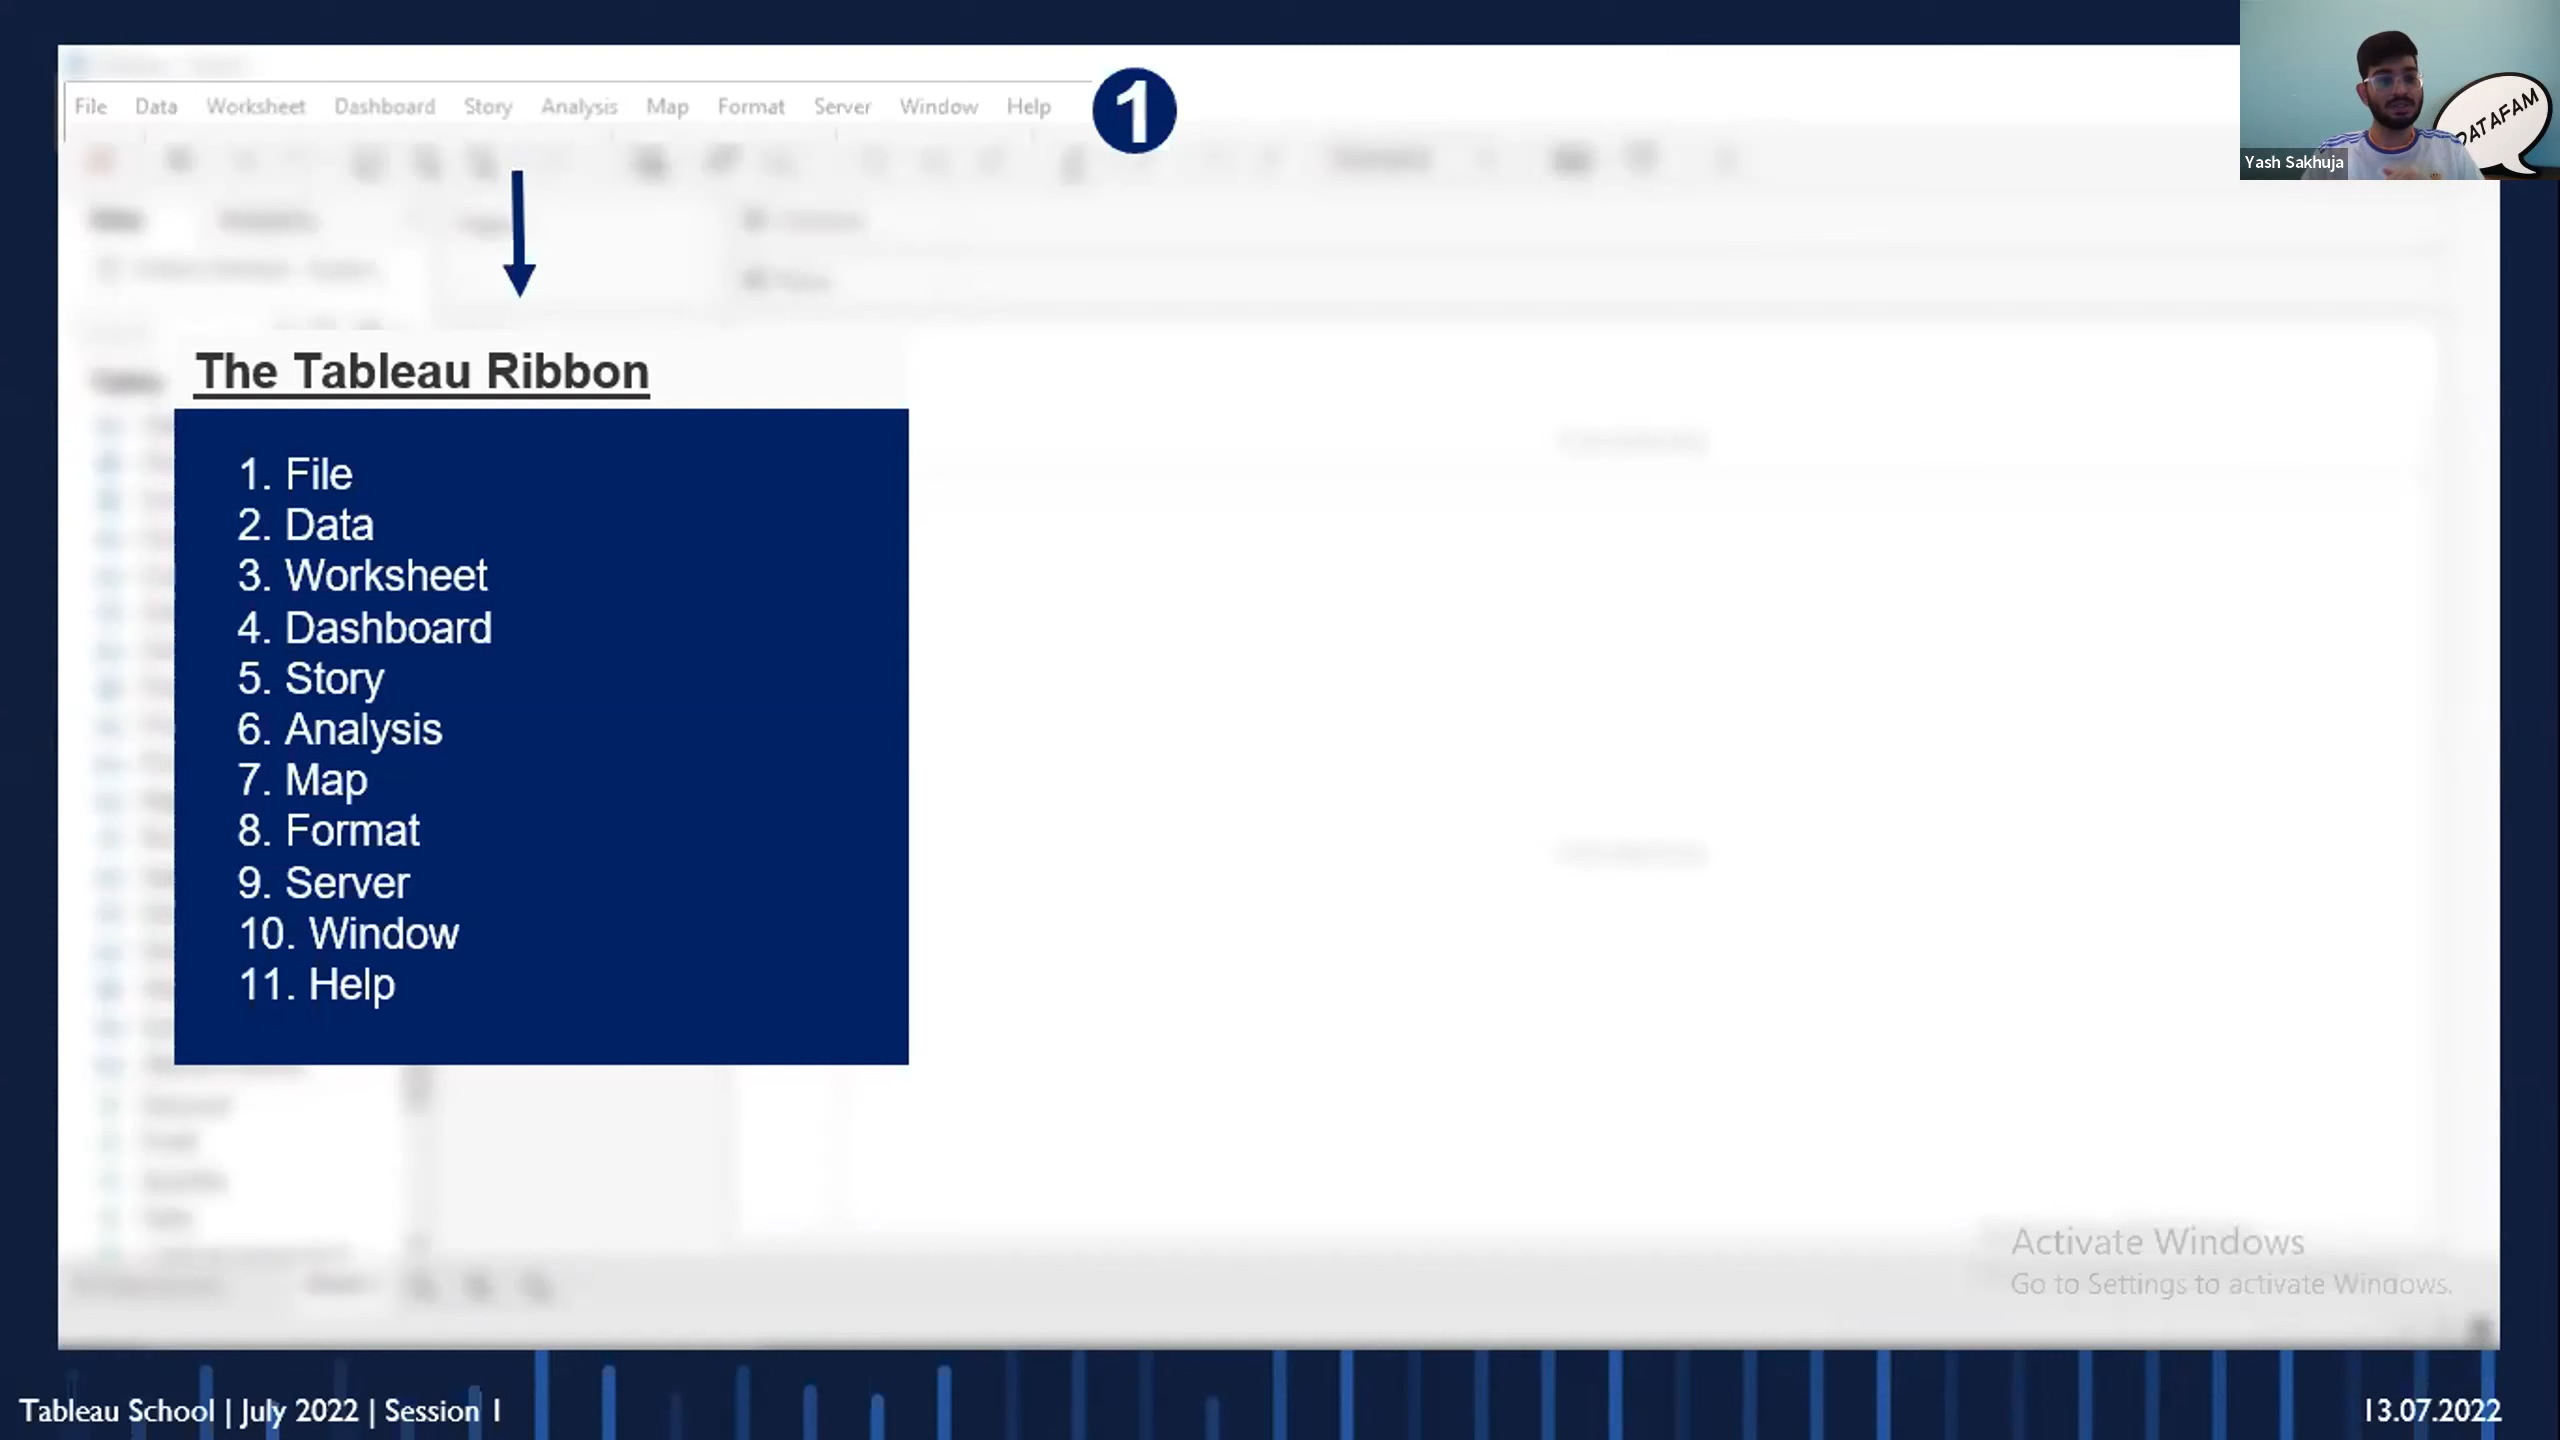 File Data Worksheet Dashboard Story Analysis Map Format Server Window Help
1
DATAFAM
Yash Sakhuja
The Tableau Ribbon
1. File
2. Data
3. Worksheet
4. Dashboard
5. Story
6. Analysis
7. Map
8. Format
9. Server
10. Window
11. Help
Activate Windows
Go to Settings to activate Windows.
Tableau School | July 2022 | Session 1
13.07.2022